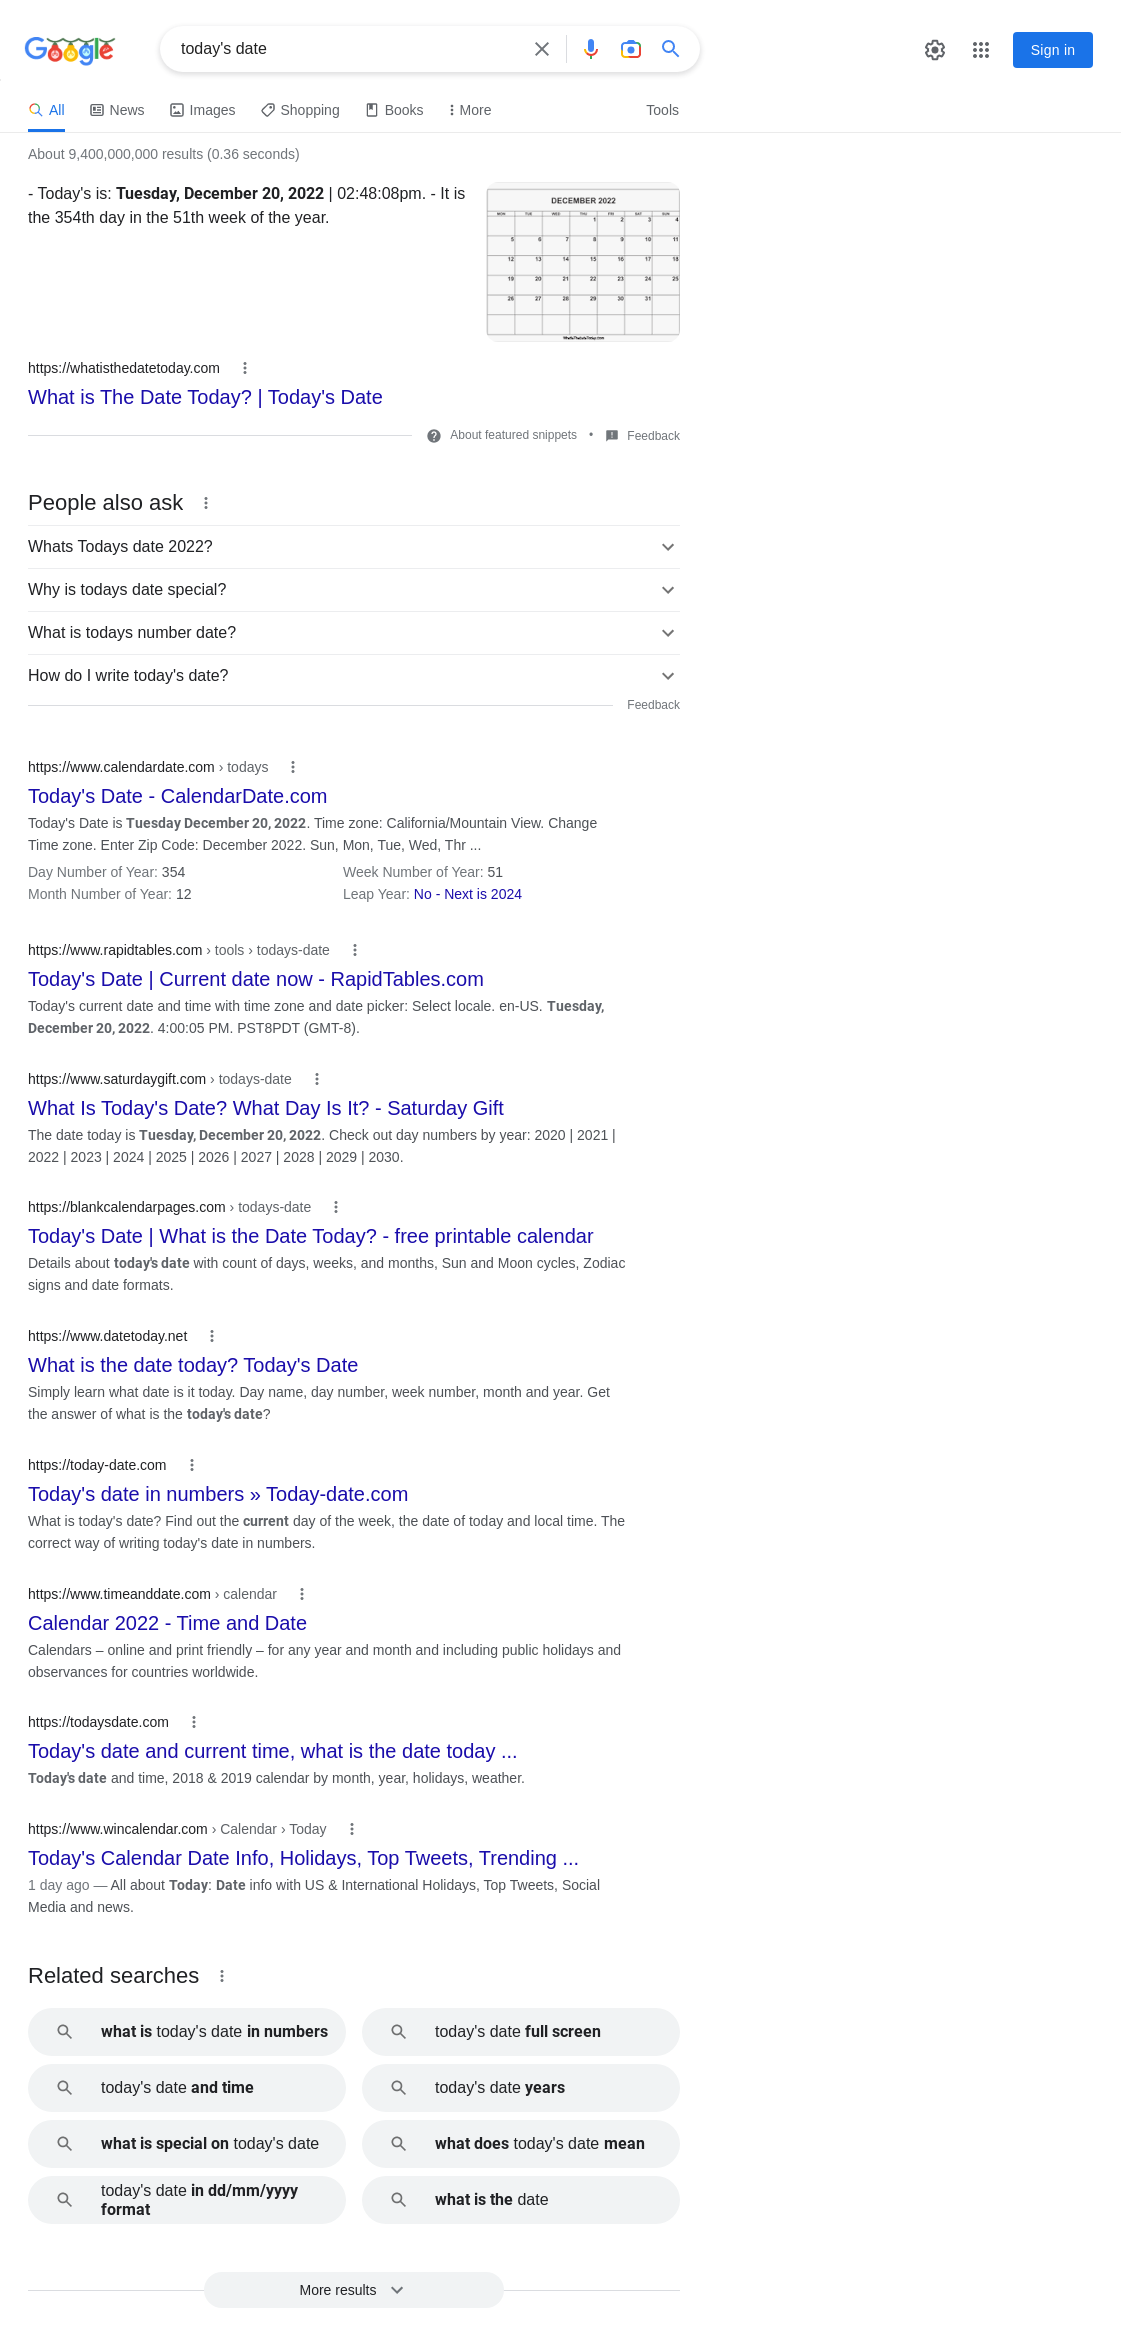 Google
today's date
Sign in
All
News
Images
Shopping
Books
More
Tools
About 9,400,000,000 results (0.36 seconds)
- Today's is: Tuesday, December 20, 2022 | 02:48:08pm. - It is
the 354th day in the 51th week of the year.
DECEMBER 2022
MON TUE WED THU FRI SAT SUN
1 2 3 4
5 6 7 8 9 10 11
12 13 14 15 16 17 18
19 20 21 22 23 24 25
26 27 28 29 30 31
WhatIsTheDateToday.com
https://whatisthedatetoday.com
What is The Date Today? | Today's Date
About featured snippets • Feedback
People also ask
Whats Todays date 2022?
Why is todays date special?
What is todays number date?
How do I write today's date?
Feedback
https://www.calendardate.com › todays
Today's Date - CalendarDate.com
Today's Date is Tuesday December 20, 2022. Time zone: California/Mountain View. Change
Time zone. Enter Zip Code: December 2022. Sun, Mon, Tue, Wed, Thr ...
Day Number of Year: 354
Week Number of Year: 51
Month Number of Year: 12
Leap Year: No - Next is 2024
https://www.rapidtables.com › tools › todays-date
Today's Date | Current date now - RapidTables.com
Today's current date and time with time zone and date picker: Select locale. en-US. Tuesday,
December 20, 2022. 4:00:05 PM. PST8PDT (GMT-8).
https://www.saturdaygift.com › todays-date
What Is Today's Date? What Day Is It? - Saturday Gift
The date today is Tuesday, December 20, 2022. Check out day numbers by year: 2020 | 2021 |
2022 | 2023 | 2024 | 2025 | 2026 | 2027 | 2028 | 2029 | 2030.
https://blankcalendarpages.com › todays-date
Today's Date | What is the Date Today? - free printable calendar
Details about today's date with count of days, weeks, and months, Sun and Moon cycles, Zodiac
signs and date formats.
https://www.datetoday.net
What is the date today? Today's Date
Simply learn what date is it today. Day name, day number, week number, month and year. Get
the answer of what is the today's date?
https://today-date.com
Today's date in numbers » Today-date.com
What is today's date? Find out the current day of the week, the date of today and local time. The
correct way of writing today's date in numbers.
https://www.timeanddate.com › calendar
Calendar 2022 - Time and Date
Calendars – online and print friendly – for any year and month and including public holidays and
observances for countries worldwide.
https://todaysdate.com
Today's date and current time, what is the date today ...
Today's date and time, 2018 & 2019 calendar by month, year, holidays, weather.
https://www.wincalendar.com › Calendar › Today
Today's Calendar Date Info, Holidays, Top Tweets, Trending ...
1 day ago — All about Today: Date info with US & International Holidays, Top Tweets, Social
Media and news.
Related searches
what is today's date in numbers
today's date full screen
today's date and time
today's date years
what is special on today's date
what does today's date mean
today's date in dd/mm/yyyy
format
what is the date
More results